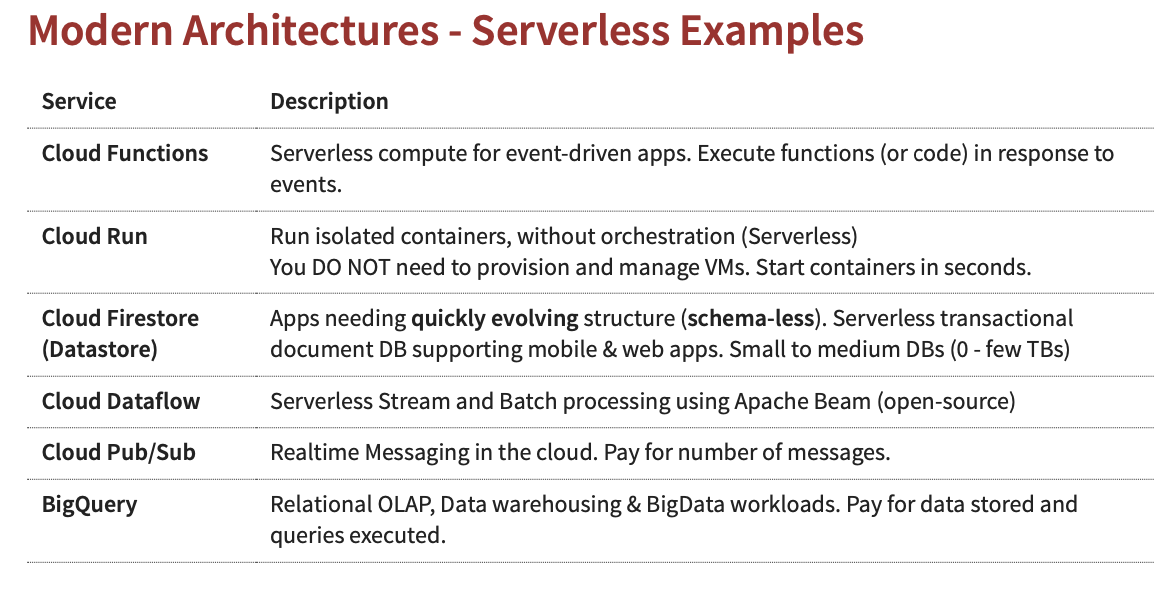 Modern Architectures - Serverless Examples
Service Description
Cloud Functions Serverless compute for event-driven apps. Execute functions (or code) in response to
events.
Cloud Run Run isolated containers, without orchestration (Serverless)
You DO NOT need to provision and manage VMs. Start containers in seconds.
Cloud Firestore Apps needing quickly evolving structure (schema-less). Serverless transactional
(Datastore) document DB supporting mobile & web apps. Small to medium DBs (0 - few TBs)
Cloud Dataflow Serverless Stream and Batch processing using Apache Beam (open-source)
Cloud Pub/Sub Realtime Messaging in the cloud. Pay for number of messages.
BigQuery Relational OLAP, Data warehousing & BigData workloads. Pay for data stored and
queries executed.